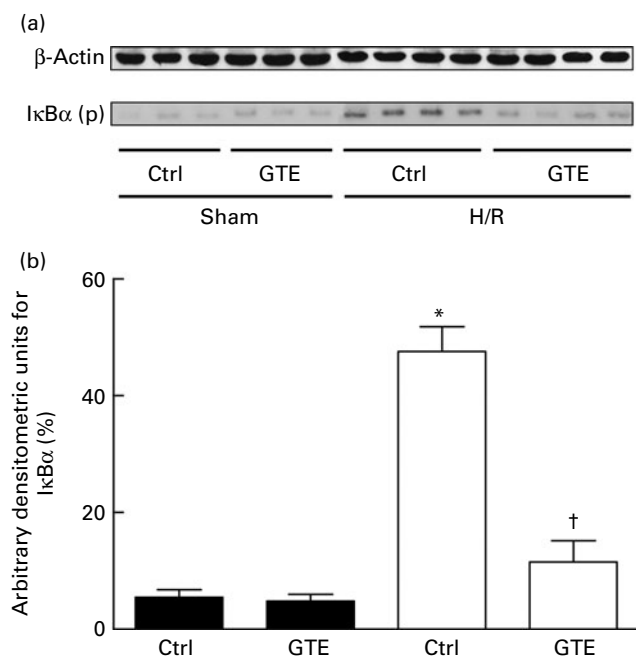 (a)
β-Actin
IκBα (p)
Ctrl GTE Ctrl GTE
Sham H/R
(b)
Arbitrary densitometric units for
IκBα (%)
60
40
20
0
*
†
Ctrl GTE Ctrl GTE